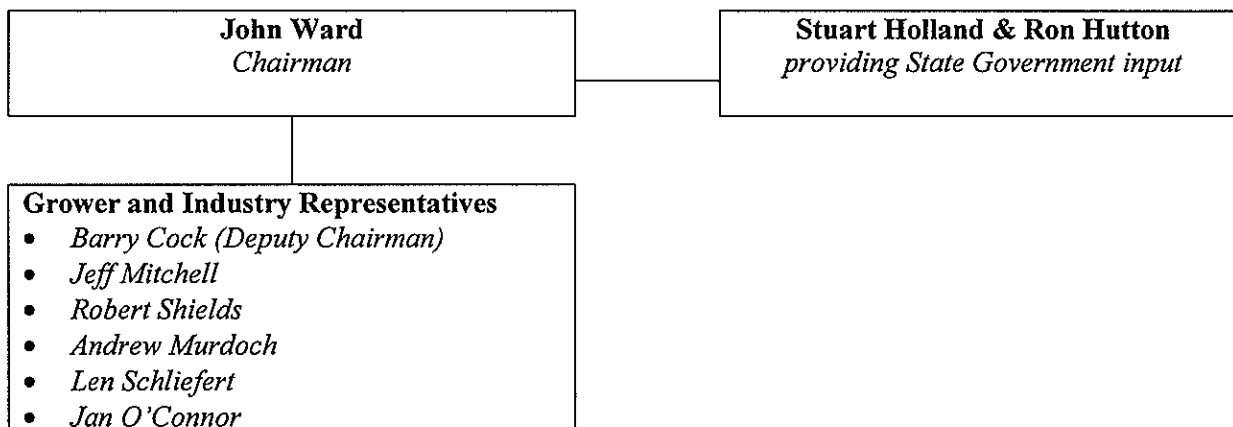 John Ward
Chairman
Stuart Holland & Ron Hutton
providing State Government input
Grower and Industry Representatives
• Barry Cock (Deputy Chairman)
• Jeff Mitchell
• Robert Shields
• Andrew Murdoch
• Len Schliefert
• Jan O'Connor